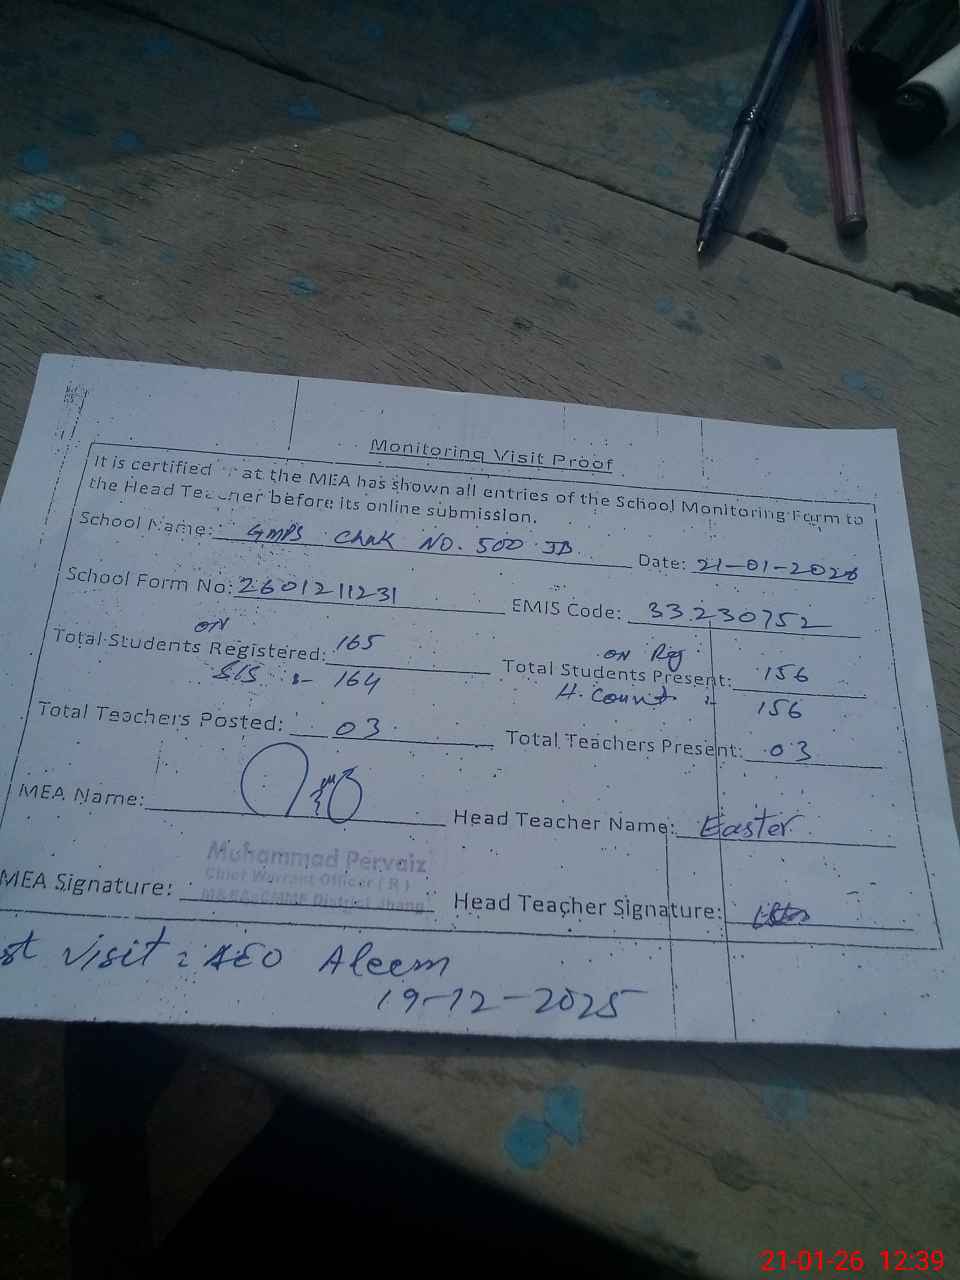 Monitoring Visit Proof
It is certified at the MEA has shown all entries of the School Monitoring Form to
the Head Teacher before its online submission.
School Name: GMPS Chak NO. 500 JB Date: 21-01-2026
School Form No: 2601211231 EMIS Code: 33230752
ON ON Reg
Total Students Registered: 165 Total Students Present: 156
SIS :- 164 H. Count :- 156
Total Teachers Posted: 03 Total Teachers Present: 03
MEA Name: Head Teacher Name: Easter
Muhammad Pervaiz
Chief Warrant Officer (R)
MEA Signature: District Jhang Head Teacher Signature:
st visit : AEO Aleem
19-12-2025
21-01-26 12:39